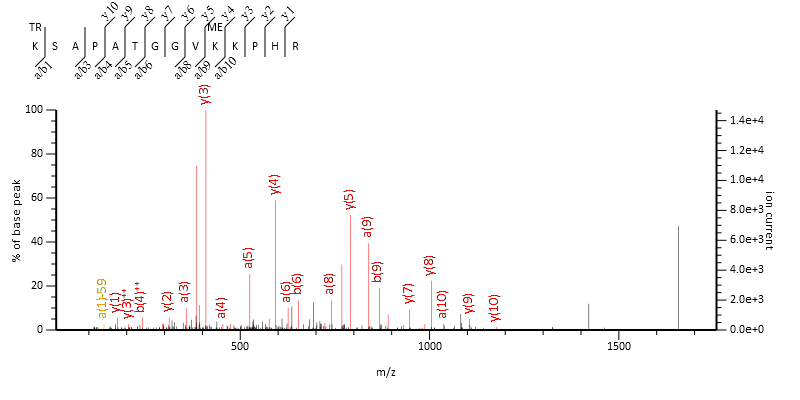 y10 y9 y8 y7 y6 y5 y4 y3 y2 y1
TR ME
K S A P A T G G V K K P H R
a/b1 a/b3 a/b4 a/b5 a/b6 a/b8 a/b9 a/b10
100
80
60
40
20
0
% of base peak
1.4e+4
1.2e+4
1.0e+4
8.0e+3
6.0e+3
4.0e+3
2.0e+3
0.0e+0
ion current
a(1)-59
y(1)
y(3)**
b(4)**
y(2)
a(3)
y(3)
a(4)
a(5)
y(4)
a(6)
b(6)
a(8)
y(5)
a(9)
b(9)
y(7)
y(8)
a(10)
y(9)
y(10)
500 1000 1500
m/z